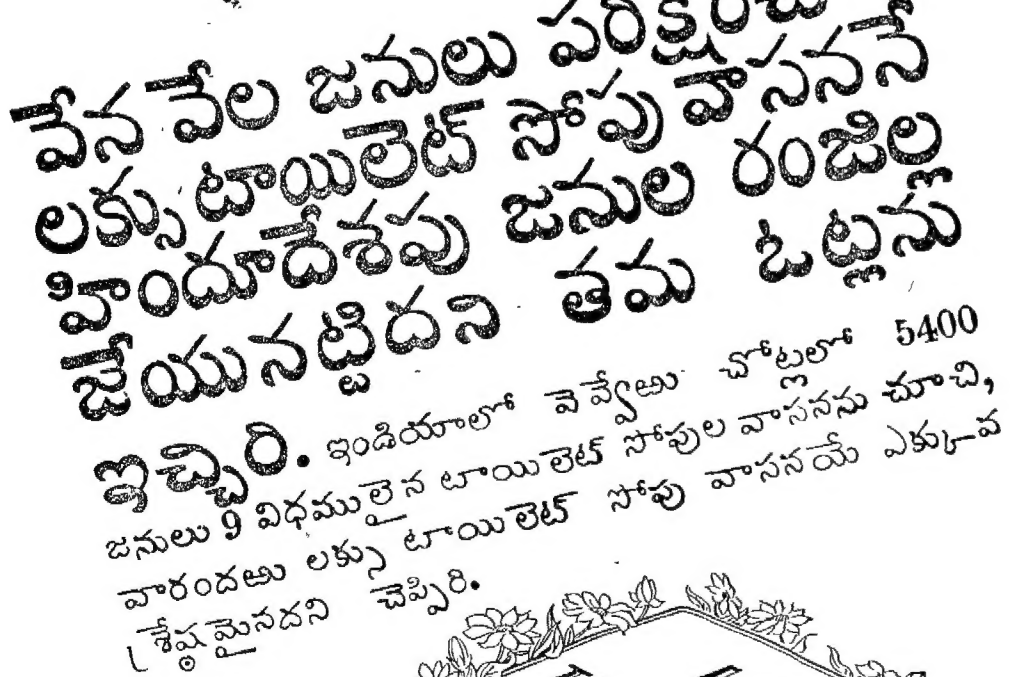 వేన వేల జనులు పరీక్షించి
లక్సు టాయిలెట్ సోపు వాసననే
హిందూదేశపు జనుల రంజిల్ల
జేయునట్టిదని తమ ఓట్లను
ఇచ్చిరి. ఇండియాలో వెవ్వేఱు చోట్లలో 5400
జనులు 9 విధములైన టాయిలెట్ సోపుల వాసనను చూచి,
వారందఱు లక్సు టాయిలెట్ సోపు వాసనయే ఎక్కువ
శ్రేష్ఠమైనదని చెప్పిరి.